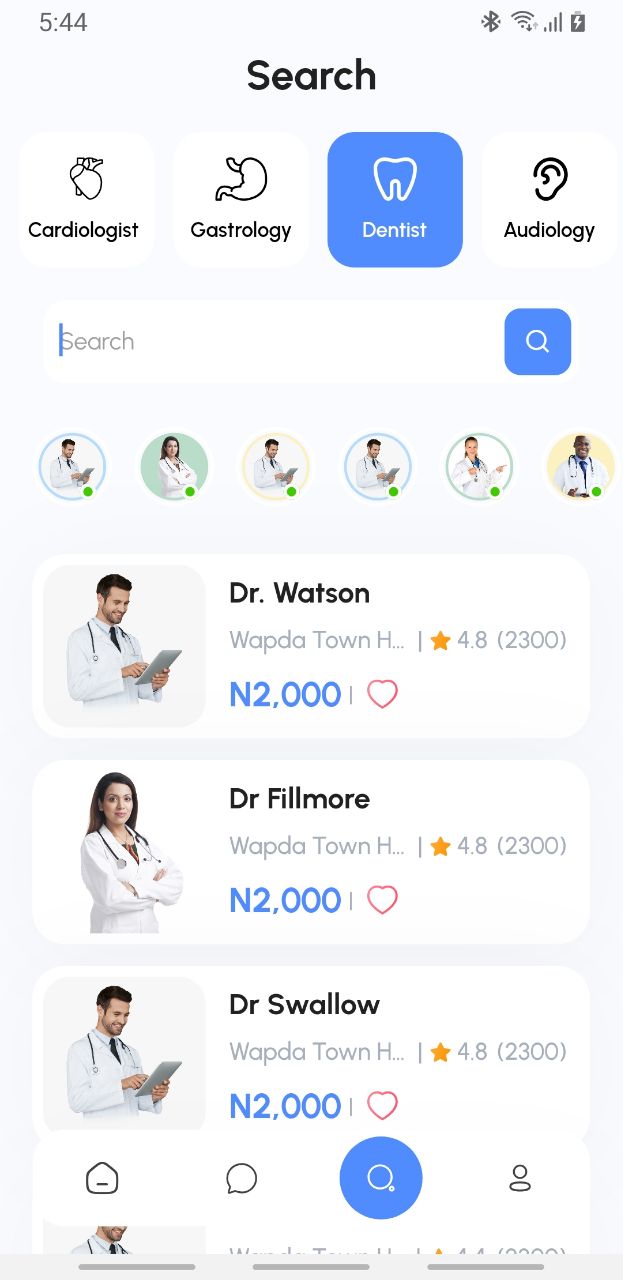 5:44
Search
Cardiologist Gastrology Dentist Audiology
Search
Dr. Watson
Wapda Town H... | 4.8 (2300)
N2,000 |
Dr Fillmore
Wapda Town H... | 4.8 (2300)
N2,000 |
Dr Swallow
Wapda Town H... | 4.8 (2300)
N2,000 |